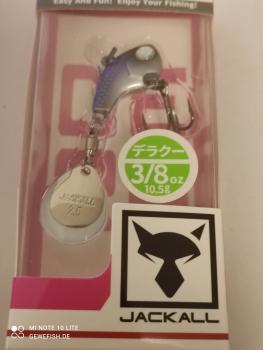 Easy And Fun! Enjoy Your Fishing!
デラクー
3/8oz
10.5g
JACKALL
2.5
JACKALL
MI NOTE 10 LITE
GEWEFISH.DE